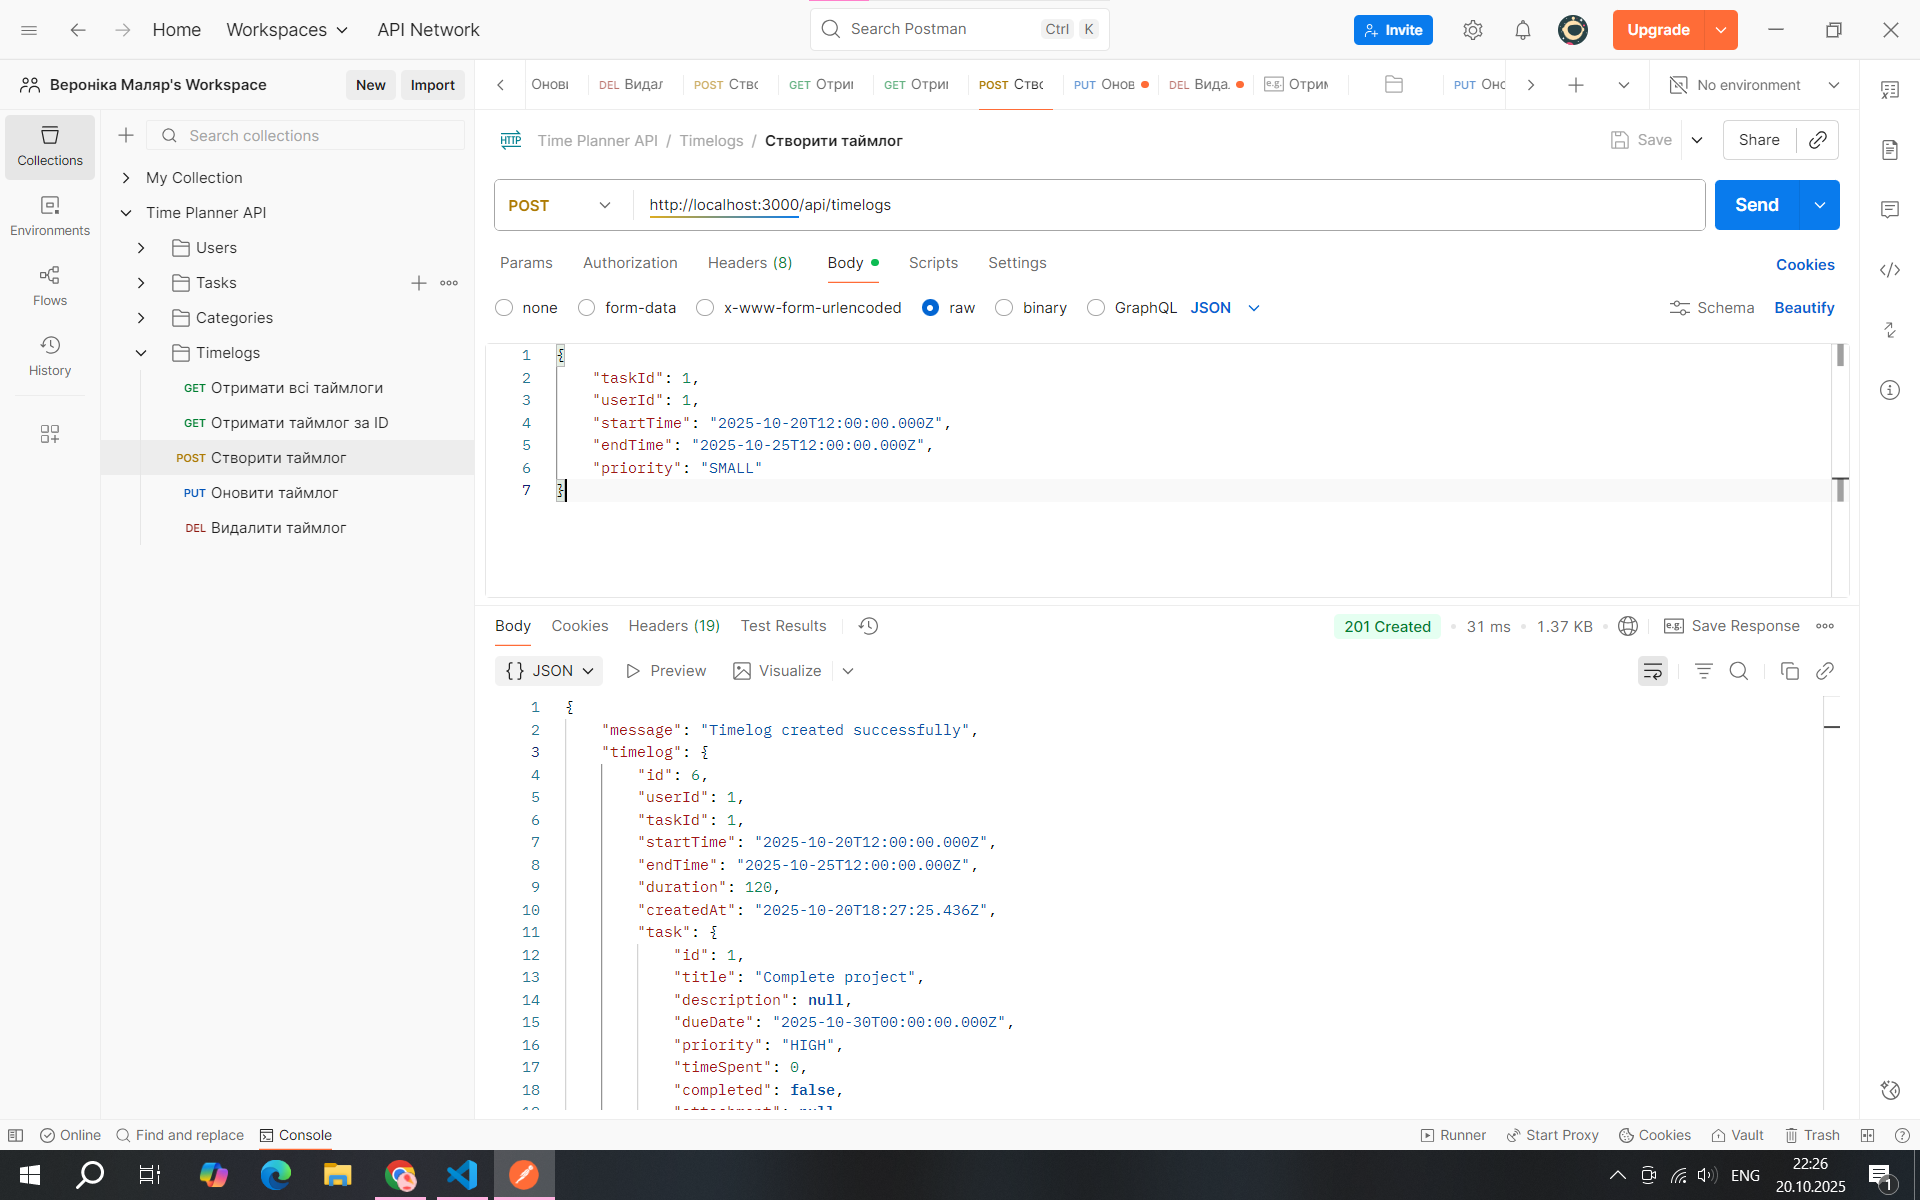 Home Workspaces API Network Search Postman Ctrl K Invite Upgrade
Вероніка Маляр's Workspace New Import
Онові DEL Видал POST Ство GET Отрим GET Отрим POST Ство PUT Онов DEL Вида. e.g. Отрим PUT Оно No environment
Collections
Environments
Flows
History
Search collections
My Collection
Time Planner API
Users
Tasks
Categories
Timelogs
GET Отримати всі таймлоги
GET Отримати таймлог за ID
POST Створити таймлог
PUT Оновити таймлог
DEL Видалити таймлог
HTTP Time Planner API / Timelogs / Створити таймлог Save Share
POST http://localhost:3000/api/timelogs Send
Params Authorization Headers (8) Body Scripts Settings Cookies
none form-data x-www-form-urlencoded raw binary GraphQL JSON Schema Beautify
1 {
2 "taskId": 1,
3 "userId": 1,
4 "startTime": "2025-10-20T12:00:00.000Z",
5 "endTime": "2025-10-25T12:00:00.000Z",
6 "priority": "SMALL"
7 }
Body Cookies Headers (19) Test Results 201 Created • 31 ms • 1.37 KB • e.g. Save Response
{} JSON Preview Visualize
1 {
2 "message": "Timelog created successfully",
3 "timelog": {
4 "id": 6,
5 "userId": 1,
6 "taskId": 1,
7 "startTime": "2025-10-20T12:00:00.000Z",
8 "endTime": "2025-10-25T12:00:00.000Z",
9 "duration": 120,
10 "createdAt": "2025-10-20T18:27:25.436Z",
11 "task": {
12 "id": 1,
13 "title": "Complete project",
14 "description": null,
15 "dueDate": "2025-10-30T00:00:00.000Z",
16 "priority": "HIGH",
17 "timeSpent": 0,
18 "completed": false,
Online Find and replace Console Runner Start Proxy Cookies Vault Trash
ENG 22:26
20.10.2025 1